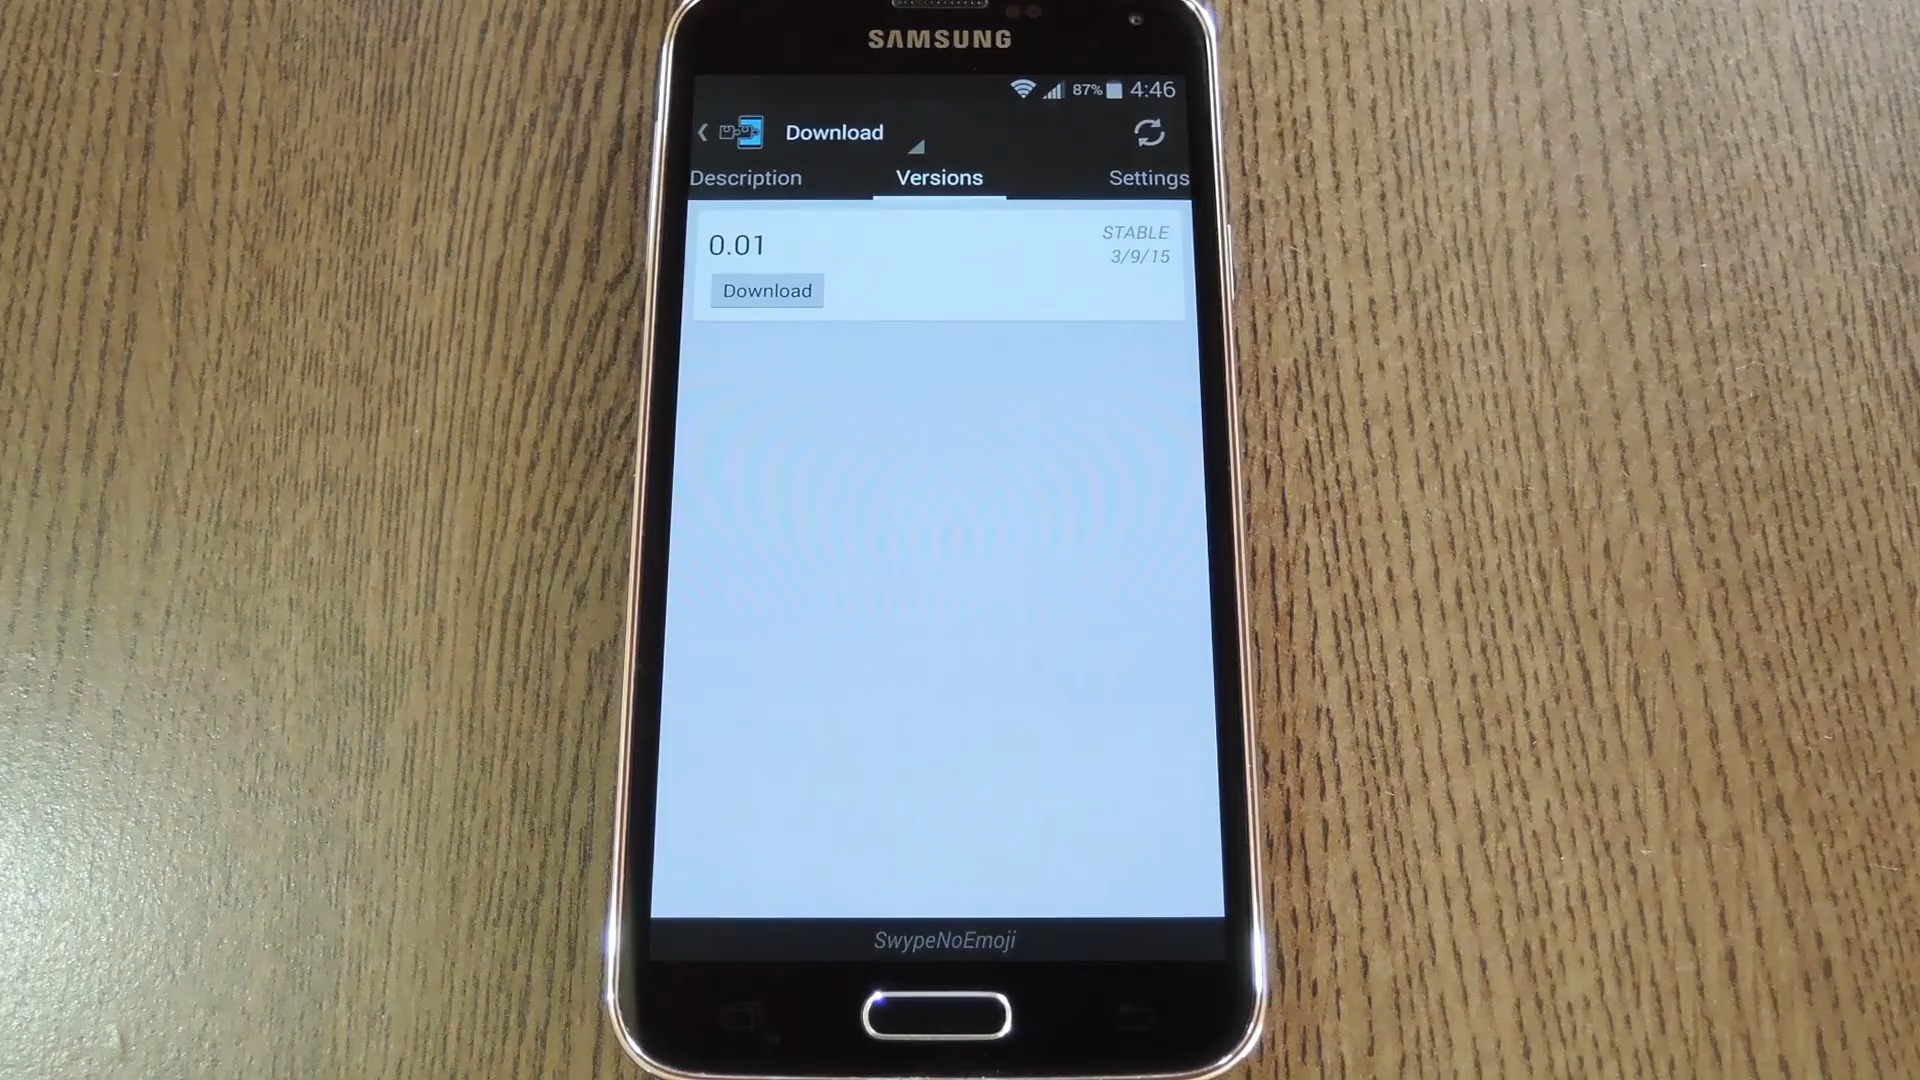 SAMSUNG
87% 4:46
Download
Description Versions Settings
0.01
STABLE
3/9/15
Download
SwypeNoEmoji